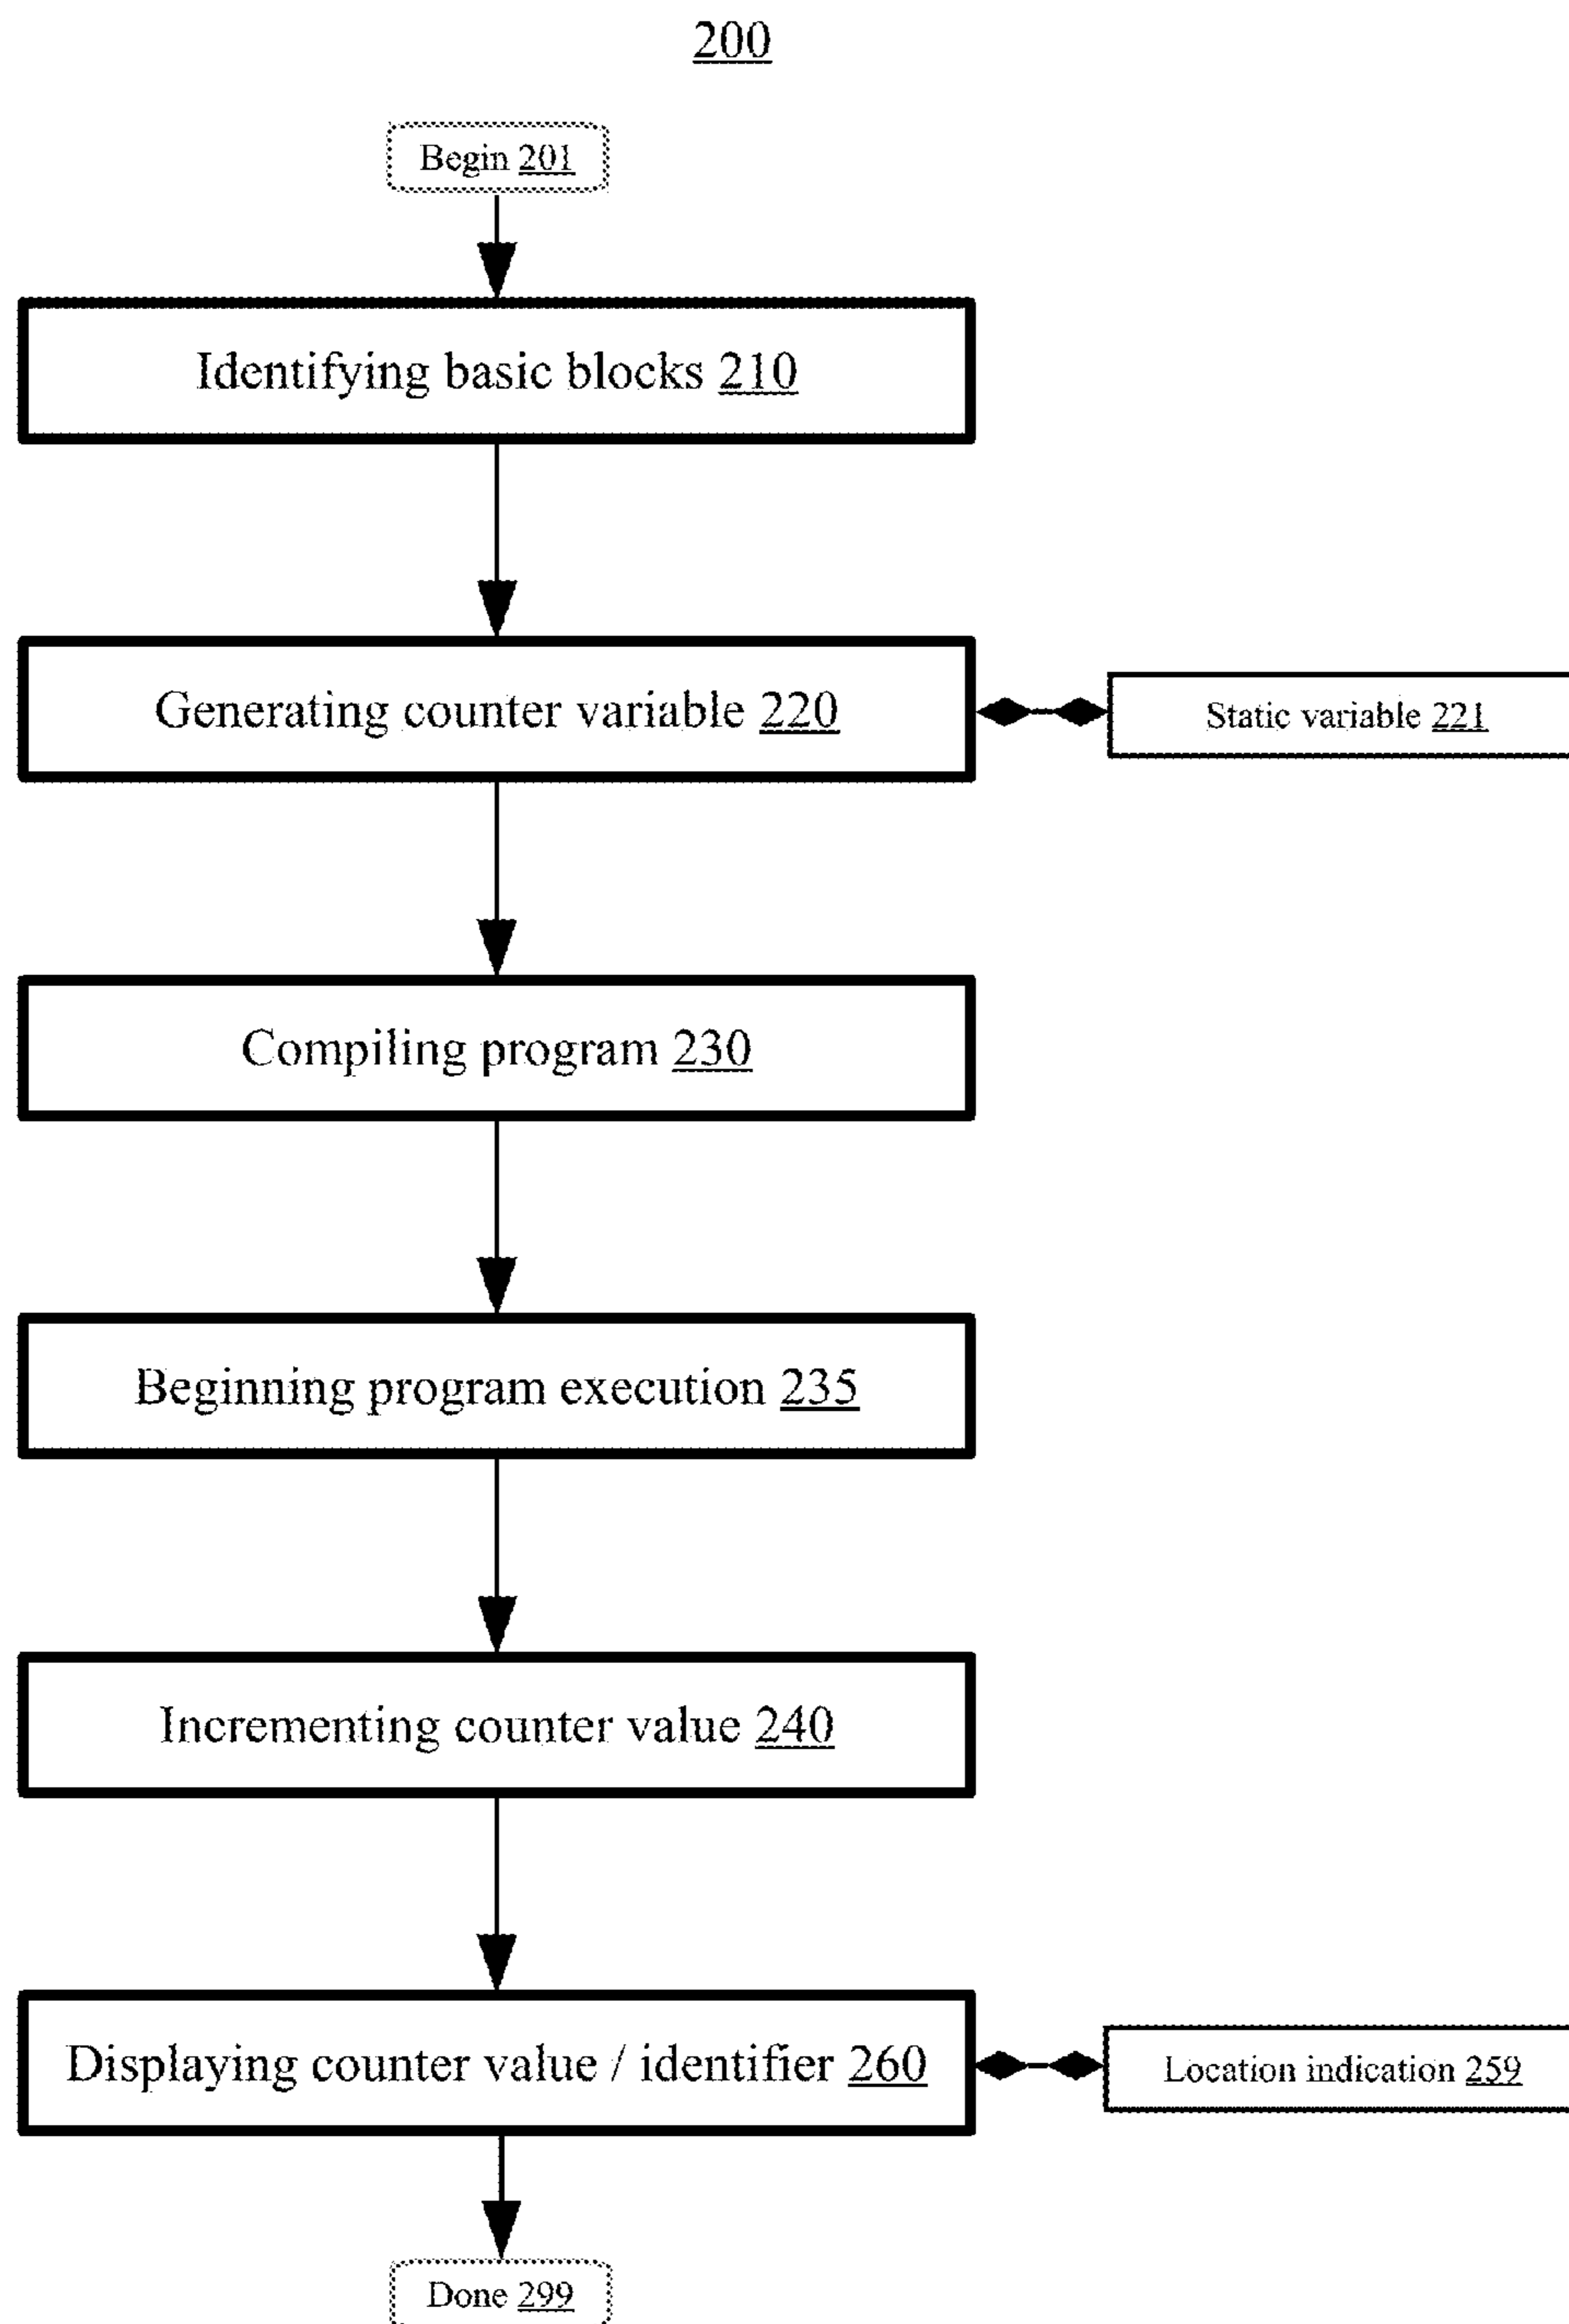 200
Begin 201
Identifying basic blocks 210
Generating counter variable 220
Static variable 221
Compiling program 230
Beginning program execution 235
Incrementing counter value 240
Displaying counter value / identifier 260
Location indication 259
Done 299